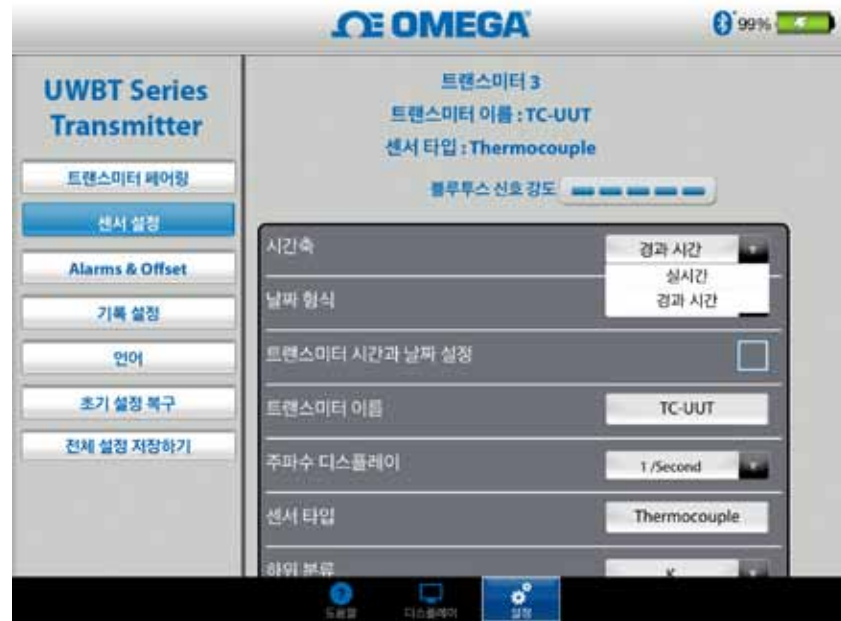 OMEGA
99%
UWBT Series
Transmitter
트랜스미터 페어링
센서 설정
Alarms & Offset
기록 설정
언어
초기 설정 복구
전체 설정 저장하기
트랜스미터 3
트랜스미터 이름 : TC-UUT
센서 타입 : Thermocouple
블루투스 신호 강도
시간축
경과 시간
실시간
경과 시간
날짜 형식
트랜스미터 시간과 날짜 설정
트랜스미터 이름
TC-UUT
주파수 디스플레이
1 /Second
센서 타입
Thermocouple
하위 분류
K
도움말
디스플레이
설정